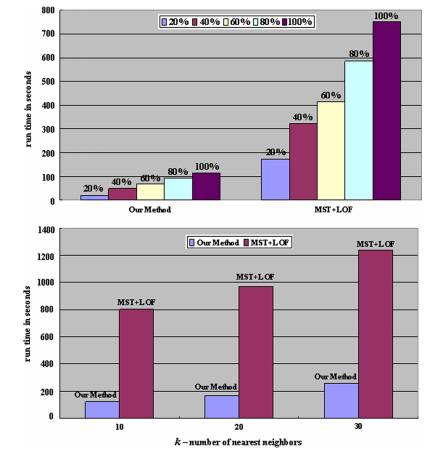 800
700
600
500
400
300
200
100
0
run time in seconds
20% 40% 60% 80% 100%
20%
40%
60%
80%
100%
20%
40%
60%
80%
100%
Our Method
MST+LOF
1400
1200
1000
800
600
400
200
0
run time in seconds
Our Method MST+LOF
Our Method
MST+LOF
Our Method
MST+LOF
Our Method
MST+LOF
10
20
30
k – number of nearest neighbors